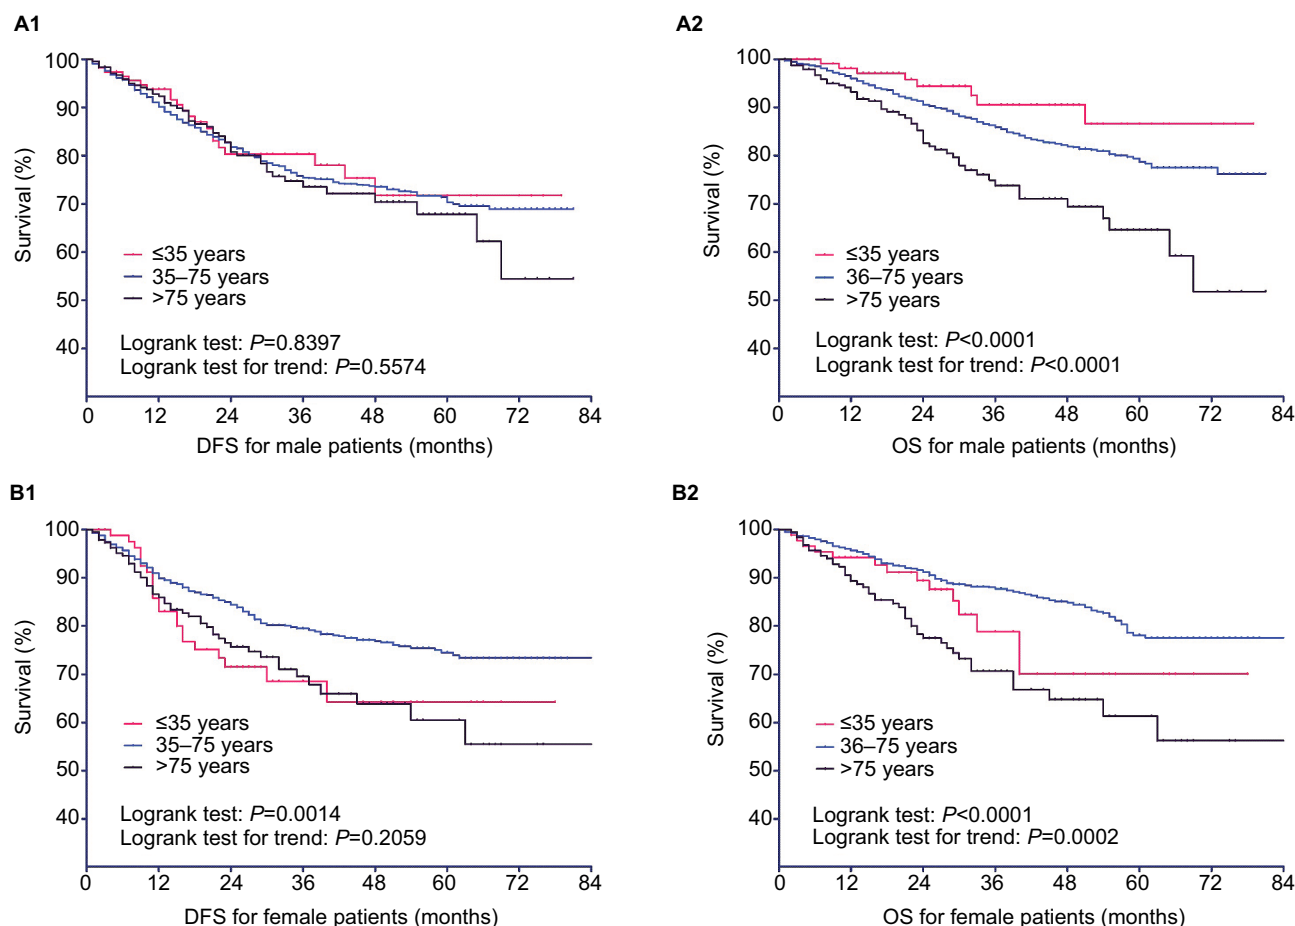 A1
100
90
80
70
60
50
40
Survival (%)
≤35 years
35–75 years
>75 years
Logrank test: P=0.8397
Logrank test for trend: P=0.5574
0 12 24 36 48 60 72 84
DFS for male patients (months)
A2
100
90
80
70
60
50
40
Survival (%)
≤35 years
36–75 years
>75 years
Logrank test: P<0.0001
Logrank test for trend: P<0.0001
0 12 24 36 48 60 72 84
OS for male patients (months)
B1
100
90
80
70
60
50
40
Survival (%)
≤35 years
35–75 years
>75 years
Logrank test: P=0.0014
Logrank test for trend: P=0.2059
0 12 24 36 48 60 72 84
DFS for female patients (months)
B2
100
90
80
70
60
50
40
Survival (%)
≤35 years
36–75 years
>75 years
Logrank test: P<0.0001
Logrank test for trend: P=0.0002
0 12 24 36 48 60 72 84
OS for female patients (months)